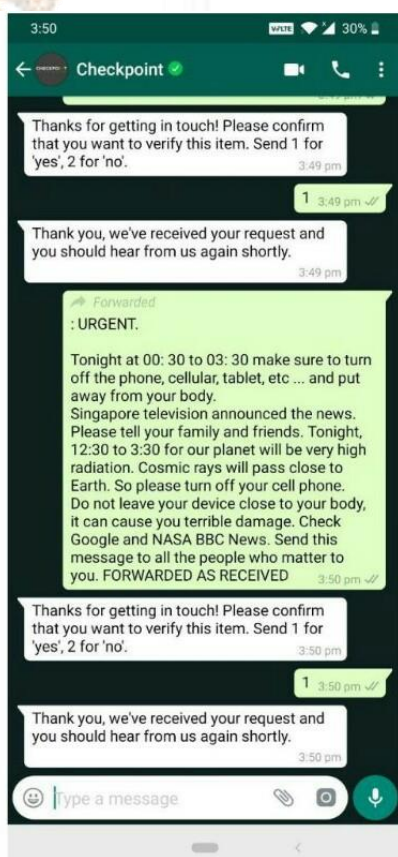 3:50 VoLTE 30%
Checkpoint
Thanks for getting in touch! Please confirm
that you want to verify this item. Send 1 for
'yes', 2 for 'no'.
3:49 pm
1 3:49 pm
Thank you, we've received your request and
you should hear from us again shortly.
3:49 pm
Forwarded
: URGENT.
Tonight at 00: 30 to 03: 30 make sure to turn
off the phone, cellular, tablet, etc ... and put
away from your body.
Singapore television announced the news.
Please tell your family and friends. Tonight,
12:30 to 3:30 for our planet will be very high
radiation. Cosmic rays will pass close to
Earth. So please turn off your cell phone.
Do not leave your device close to your body,
it can cause you terrible damage. Check
Google and NASA BBC News. Send this
message to all the people who matter to
you. FORWARDED AS RECEIVED 3:50 pm
Thanks for getting in touch! Please confirm
that you want to verify this item. Send 1 for
'yes', 2 for 'no'.
3:50 pm
1 3:50 pm
Thank you, we've received your request and
you should hear from us again shortly.
3:50 pm
Type a message